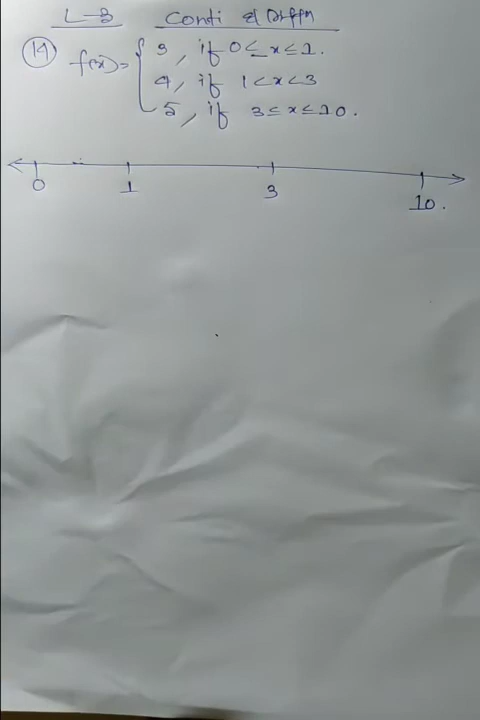 L-3 Conti & Diffn
(14) f(x) = { 3, if 0 ≤ x ≤ 1.
4, if 1 < x < 3
5, if 3 ≤ x ≤ 10.
0 1 3 10.